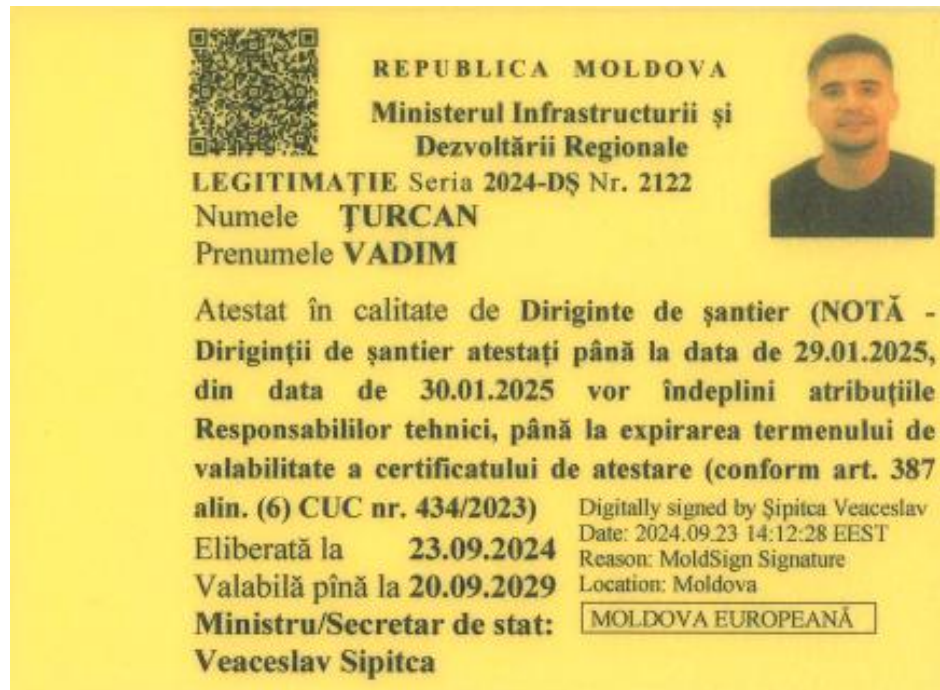 REPUBLICA MOLDOVA
Ministerul Infrastructurii și
Dezvoltării Regionale
LEGITIMAȚIE Seria 2024-DȘ Nr. 2122
Numele ȚURCAN
Prenumele VADIM
Atestat în calitate de Diriginte de șantier (NOTĂ -
Diriginții de șantier atestați până la data de 29.01.2025,
din data de 30.01.2025 vor îndeplini atribuțiile
Responsabililor tehnici, până la expirarea termenului de
valabilitate a certificatului de atestare (conform art. 387
alin. (6) CUC nr. 434/2023)
Digitally signed by Șipitca Veaceslav
Date: 2024.09.23 14:12:28 EEST
Reason: MoldSign Signature
Location: Moldova
MOLDOVA EUROPEANĂ
Eliberată la 23.09.2024
Valabilă pînă la 20.09.2029
Ministru/Secretar de stat:
Veaceslav Sipitca